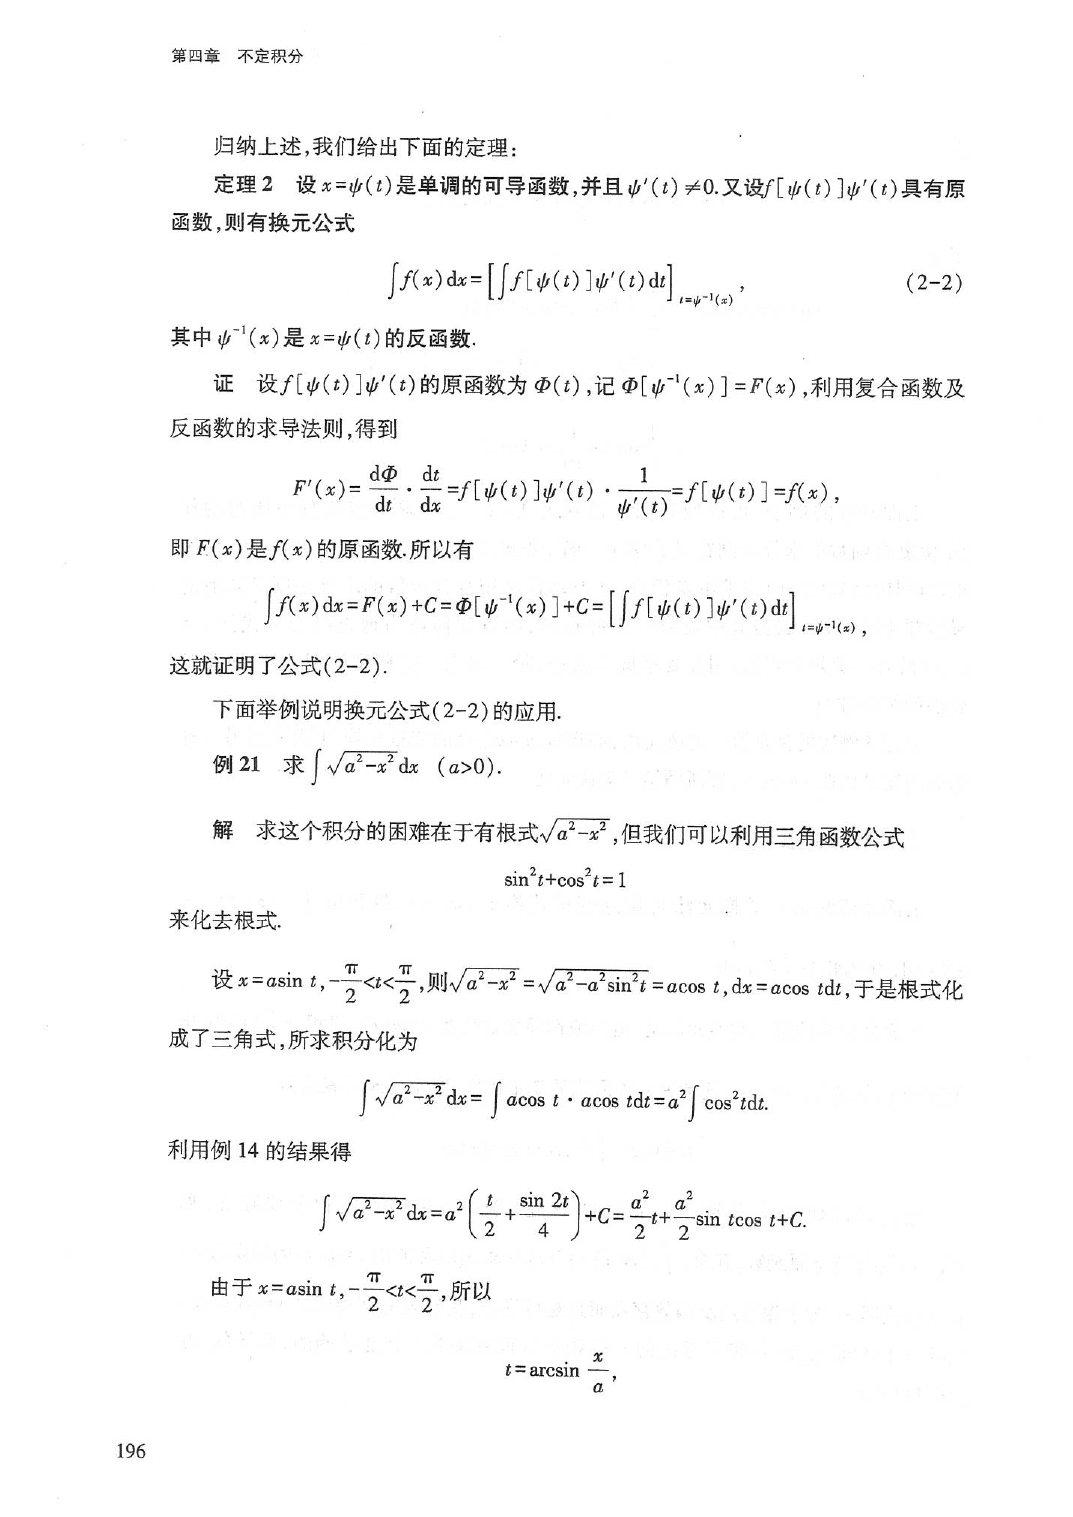 第四章 不定积分
归纳上述,我们给出下面的定理:
定理 2 设 x=ψ(t)是单调的可导函数,并且 ψ′(t)≠0.又设f[ψ(t)]ψ′(t)具有原
函数,则有换元公式
∫f(x)dx=[∫f[ψ(t)]ψ′(t)dt]_{t=ψ⁻¹(x)}, (2-2)
其中 ψ⁻¹(x)是 x=ψ(t)的反函数.
证 设f[ψ(t)]ψ′(t)的原函数为 Φ(t),记 Φ[ψ⁻¹(x)]=F(x),利用复合函数及
反函数的求导法则,得到
F′(x)=dΦ/dt·dt/dx=f[ψ(t)]ψ′(t)·1/ψ′(t)=f[ψ(t)]=f(x),
即 F(x)是f(x)的原函数.所以有
∫f(x)dx=F(x)+C=Φ[ψ⁻¹(x)]+C=[∫f[ψ(t)]ψ′(t)dt]_{t=ψ⁻¹(x)},
这就证明了公式(2-2).
下面举例说明换元公式(2-2)的应用.
例 21 求∫√(a²-x²)dx (a>0).
解 求这个积分的困难在于有根式√(a²-x²),但我们可以利用三角函数公式
sin²t+cos²t=1
来化去根式.
设 x=asin t,-π/2<t<π/2,则√(a²-x²)=√(a²-a²sin²t)=acos t,dx=acos tdt,于是根式化
成了三角式,所求积分化为
∫√(a²-x²)dx=∫acos t·acos tdt=a²∫cos²tdt.
利用例 14 的结果得
∫√(a²-x²)dx=a²(t/2+sin 2t/4)+C=a²/2t+a²/2sin tcos t+C.
由于 x=asin t,-π/2<t<π/2,所以
t=arcsin x/a,
196